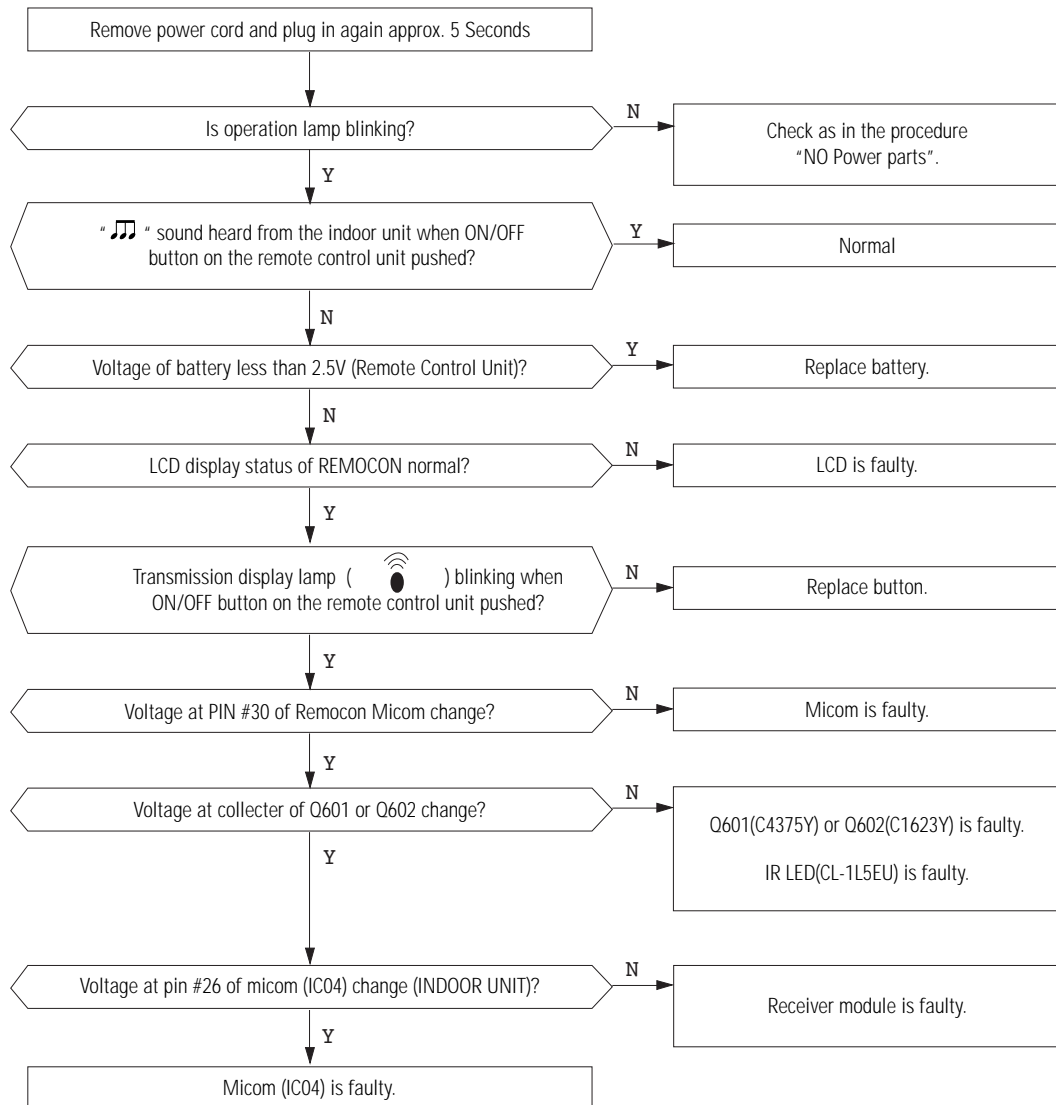 Remove power cord and plug in again approx. 5 Seconds
Is operation lamp blinking?
N
Check as in the procedure
"NO Power parts".
Y
" " sound heard from the indoor unit when ON/OFF
button on the remote control unit pushed?
Y
Normal
N
Voltage of battery less than 2.5V (Remote Control Unit)?
Y
Replace battery.
N
LCD display status of REMOCON normal?
N
LCD is faulty.
Y
Transmission display lamp ( ) blinking when
ON/OFF button on the remote control unit pushed?
N
Replace button.
Y
Voltage at PIN #30 of Remocon Micom change?
N
Micom is faulty.
Y
Voltage at collecter of Q601 or Q602 change?
N
Q601(C4375Y) or Q602(C1623Y) is faulty.
IR LED(CL-1L5EU) is faulty.
Y
Voltage at pin #26 of micom (IC04) change (INDOOR UNIT)?
N
Receiver module is faulty.
Y
Micom (IC04) is faulty.